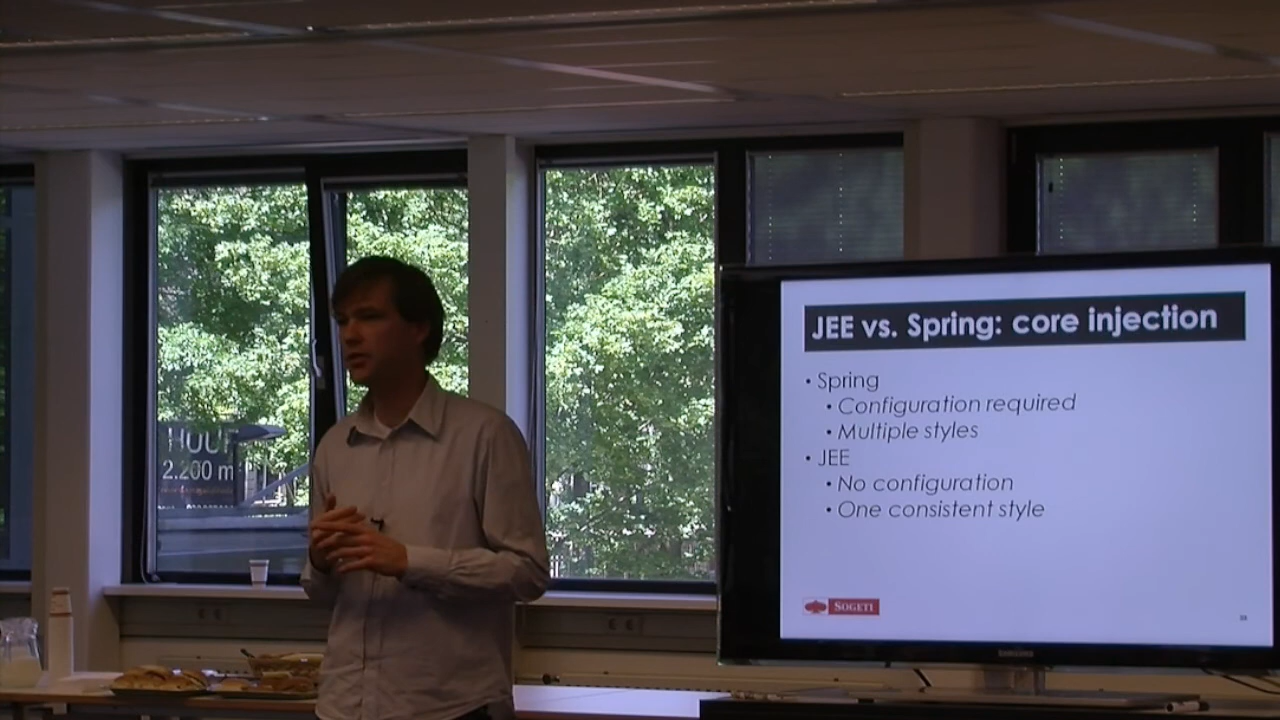 JEE vs. Spring: core injection
• Spring
• Configuration required
• Multiple styles
• JEE
• No configuration
• One consistent style
SOGETI
SAMSUNG
2.200 m